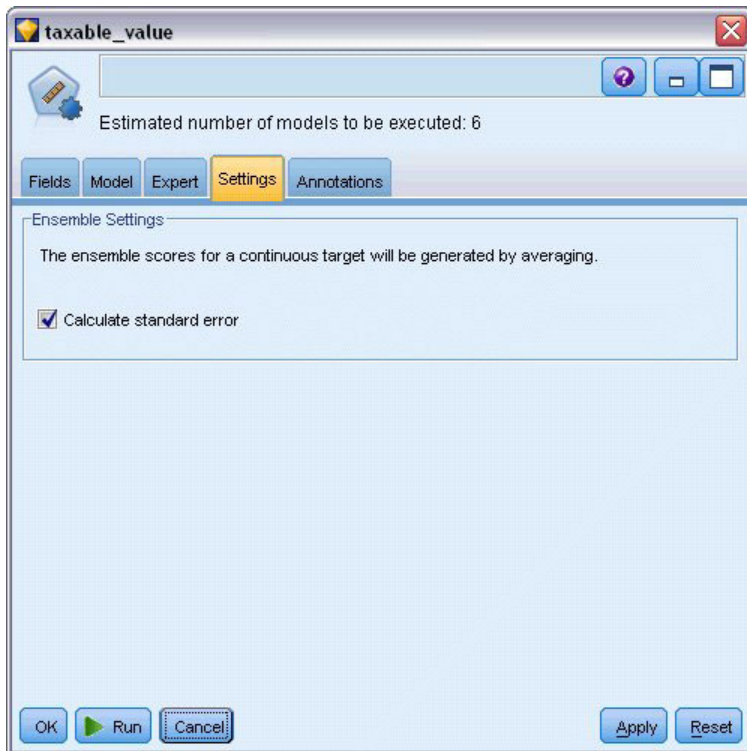 taxable_value
Estimated number of models to be executed: 6
Fields Model Expert Settings Annotations
Ensemble Settings
The ensemble scores for a continuous target will be generated by averaging.
Calculate standard error
OK Run Cancel Apply Reset